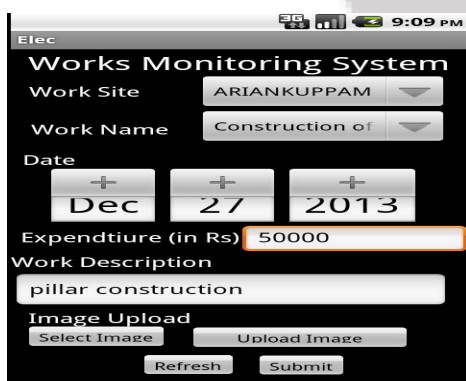 9:09 PM
Elec
Works Monitoring System
Work Site ARIANKUPPAM
Work Name Construction of
Date
+ + +
Dec 27 2013
Expendtiure (in Rs) 50000
Work Description
pillar construction
Image Upload
Select Image Upload Image
Refresh Submit